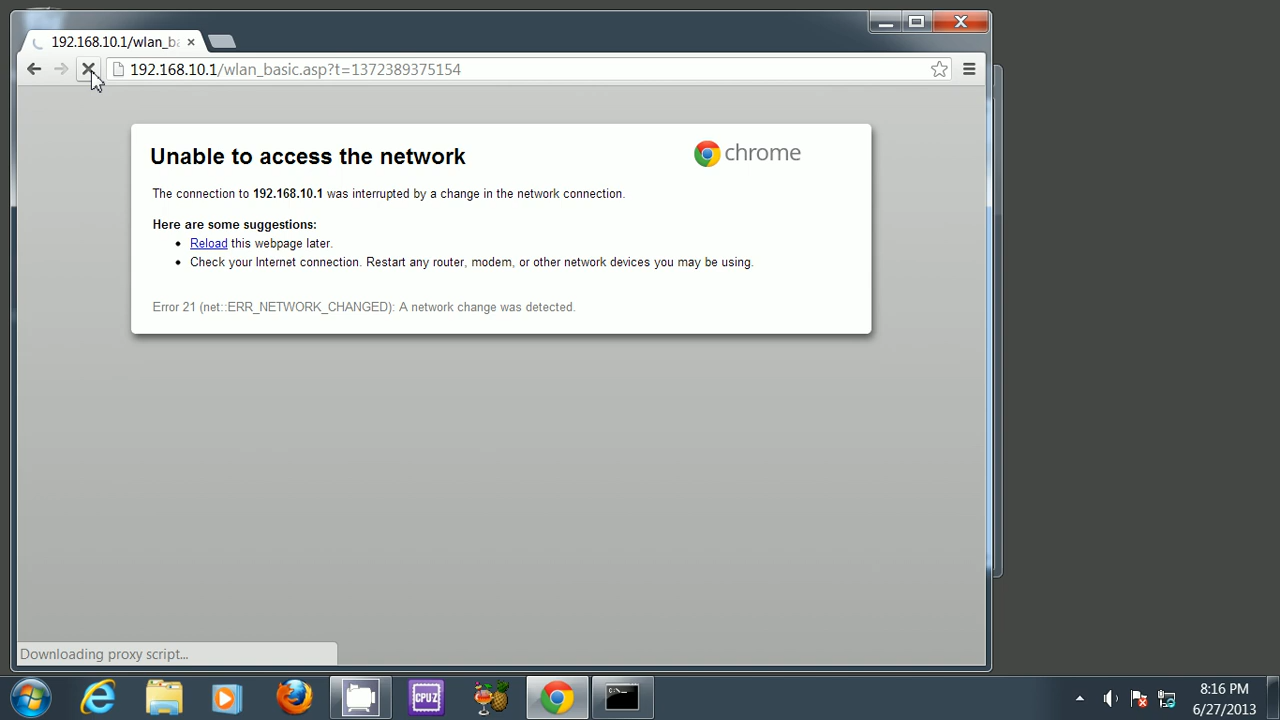 192.168.10.1/wlan_ba
192.168.10.1/wlan_basic.asp?t=1372389375154
Unable to access the network
chrome
The connection to 192.168.10.1 was interrupted by a change in the network connection.
Here are some suggestions:
• Reload this webpage later.
• Check your Internet connection. Restart any router, modem, or other network devices you may be using.
Error 21 (net::ERR_NETWORK_CHANGED): A network change was detected.
Downloading proxy script...
CPU-Z
C:\_
8:16 PM
6/27/2013